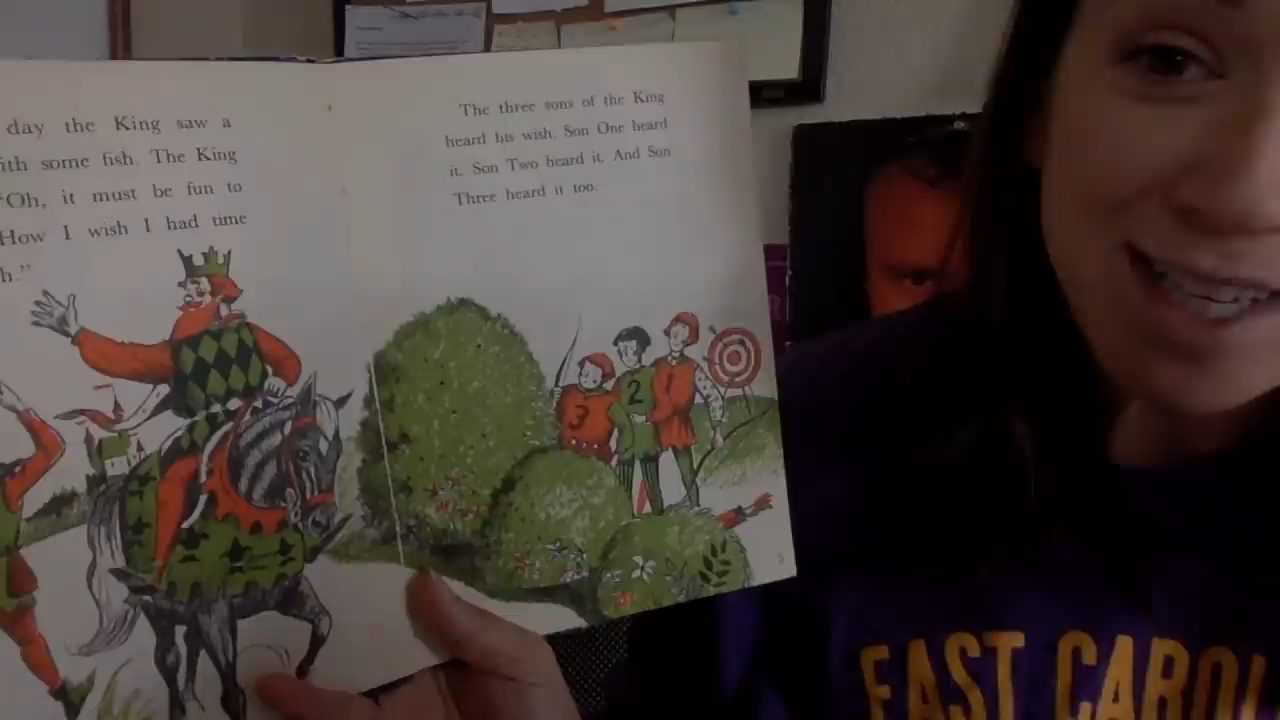 day the King saw a
ith some fish. The King
"Oh, it must be fun to
How I wish I had time
h."
The three sons of the King
heard his wish. Son One heard
it. Son Two heard it. And Son
Three heard it too.
3
2
1
5
EAST CAROL